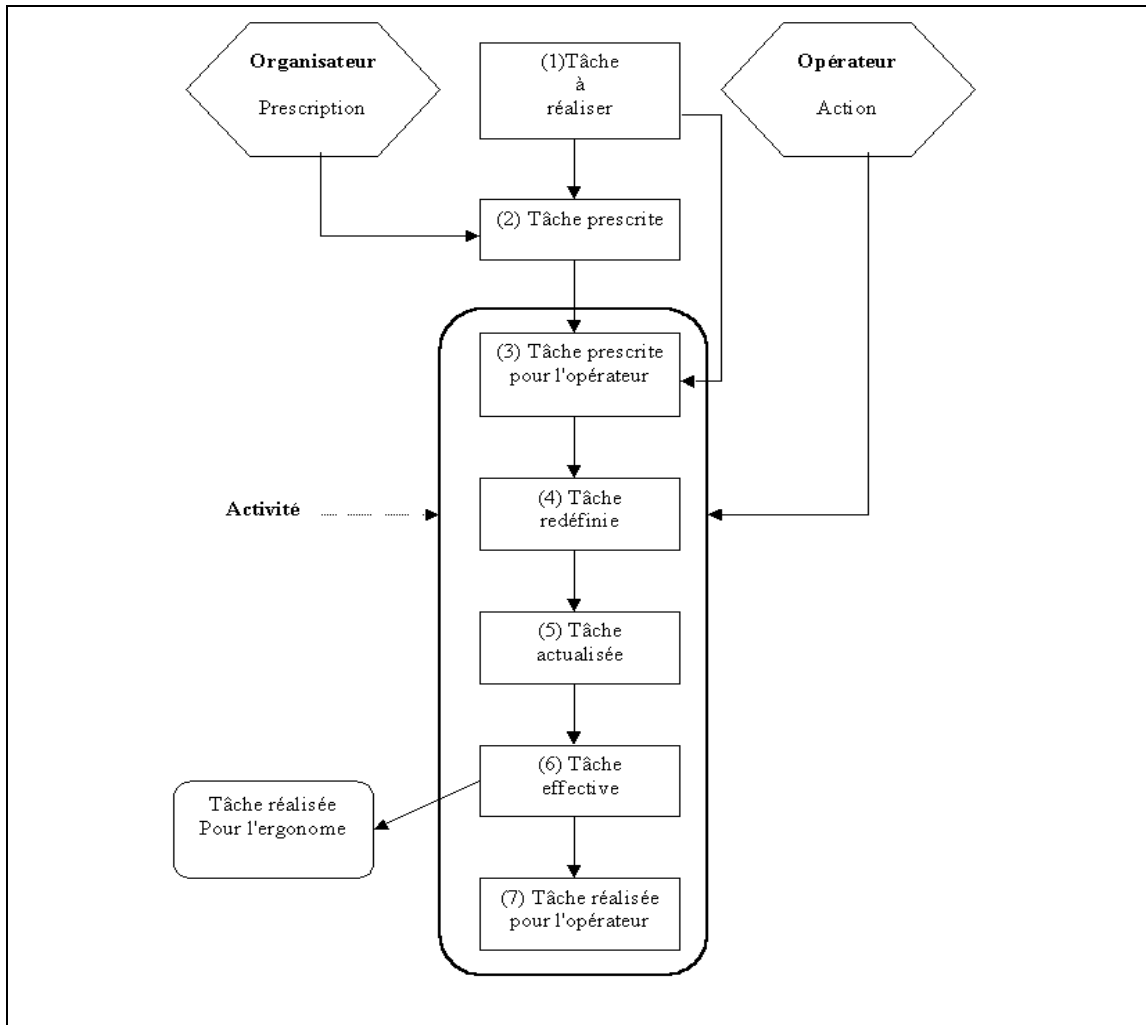 Organisateur
Prescription
(1)Tâche
à
réaliser
Opérateur
Action
(2) Tâche prescrite
(3) Tâche prescrite
pour l'opérateur
(4) Tâche
redéfinie
Activité
(5) Tâche
actualisée
(6) Tâche
effective
Tâche réalisée
Pour l'ergonome
(7) Tâche réalisée
pour l'opérateur